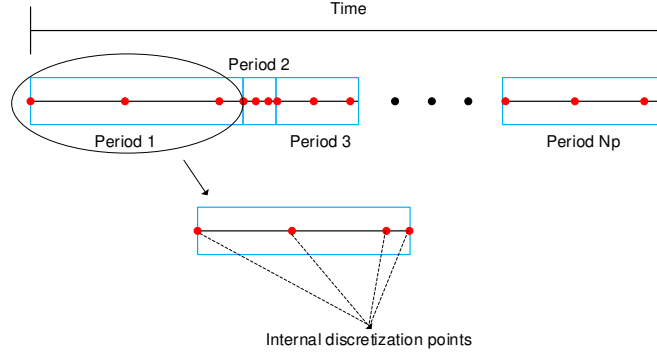 Time
Period 2
Period 1
Period 3
Period Np
Internal discretization points